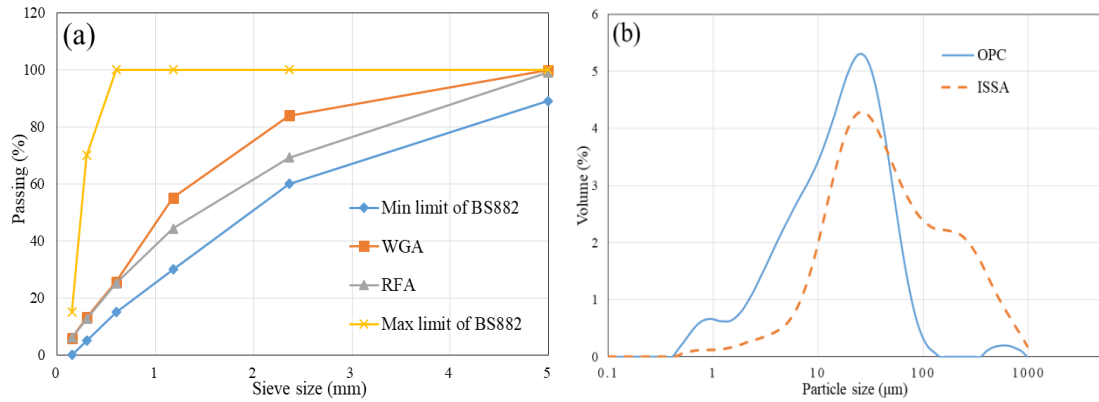 (a)
120
100
80
60
40
20
0
Passing (%)
0 1 2 3 4 5
Sieve size (mm)
Min limit of BS882
WGA
RFA
Max limit of BS882
(b)
6
5
4
3
2
1
0
Volume (%)
0.1 1 10 100 1000
Particle size (μm)
OPC
ISSA